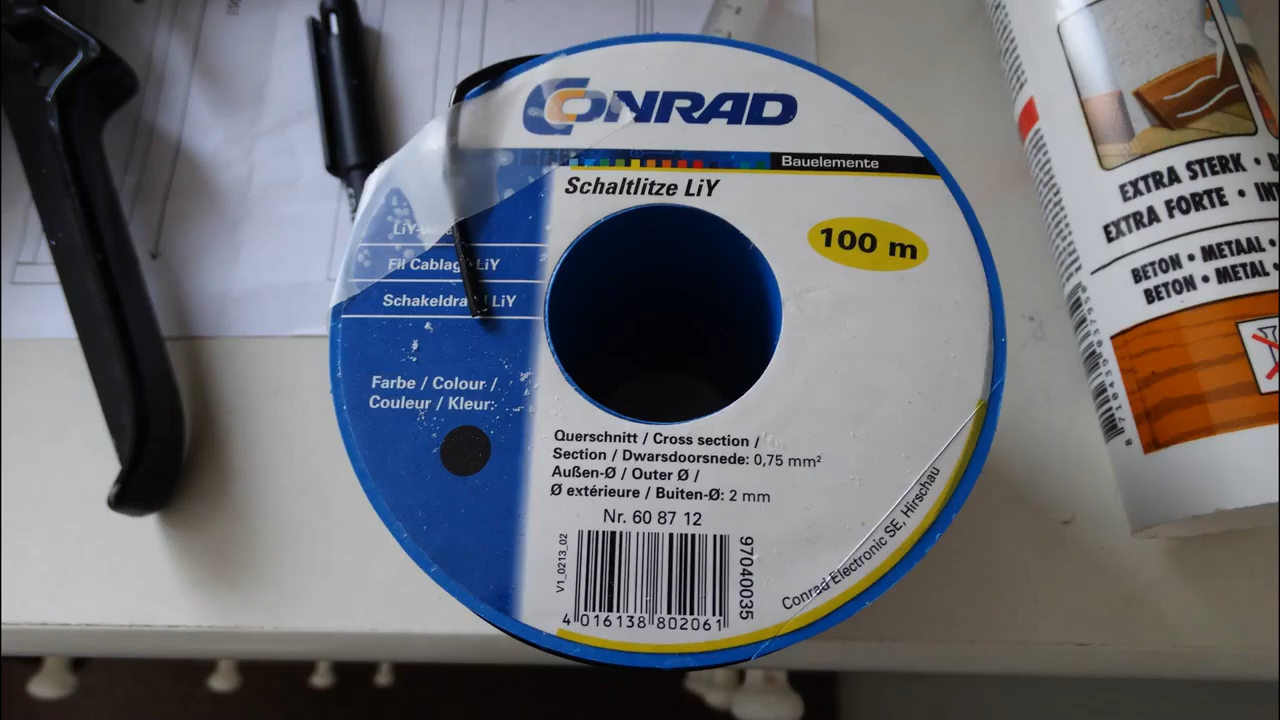 CONRAD
Bauelemente
Schaltlitze LiY
100 m
LiY-
Fil Cablage LiY
Schakeldraad LiY
Farbe / Colour /
Couleur / Kleur:
Querschnitt / Cross section /
Section / Dwarsdoorsnede: 0,75 mm²
Außen-Ø / Outer Ø /
Ø extérieure / Buiten-Ø: 2 mm
Nr. 60 87 12
V1_0213_02
97040035
4 016138 802061
Conrad Electronic SE, Hirschau
EXTRA STERK •
EXTRA FORTE •
BETON • METAAL •
BETON • METAL •